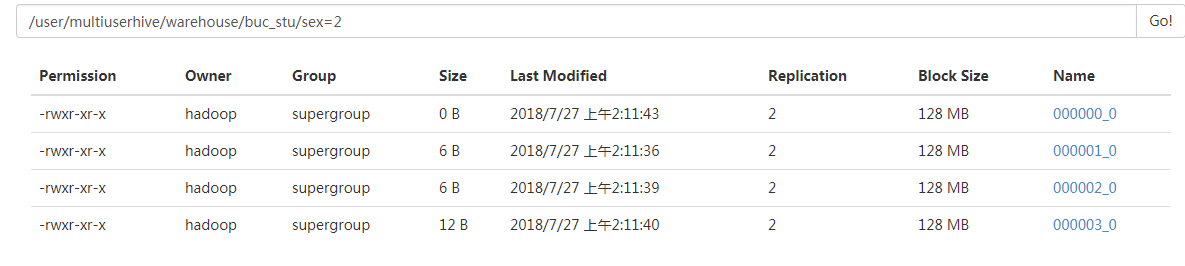 /user/multiuserhive/warehouse/buc_stu/sex=2 Go!
Permission Owner Group Size Last Modified Replication Block Size Name
-rwxr-xr-x hadoop supergroup 0 B 2018/7/27 上午2:11:43 2 128 MB 000000_0
-rwxr-xr-x hadoop supergroup 6 B 2018/7/27 上午2:11:36 2 128 MB 000001_0
-rwxr-xr-x hadoop supergroup 6 B 2018/7/27 上午2:11:39 2 128 MB 000002_0
-rwxr-xr-x hadoop supergroup 12 B 2018/7/27 上午2:11:40 2 128 MB 000003_0